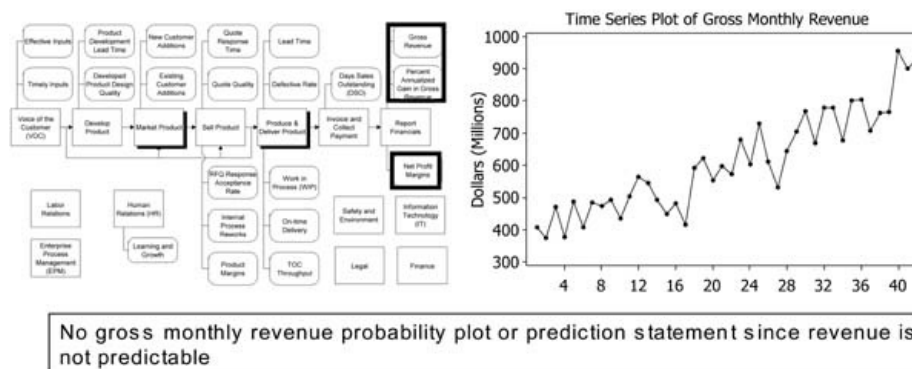 Effective Inputs
Product
Development
Lead Time
New Customer
Additions
Quote
Response
Time
Lead Time
Gross
Revenue
Timely Inputs
Developed
Product Design
Quality
Existing
Customer
Additions
Quote Quality
Defective Rate
Days Sales
Outstanding (DSO)
Percent
Annualized
Gain in Gross
Revenue
Voice of the
Customer (VOC)
Develop
Product
Market Product
Sell Product
Produce &
Deliver Product
Invoice and
Collect
Payment
Report
Financials
RFQ Response
Acceptance
Rate
Work in
Process (WIP)
Net Profit
Margins
Labor
Relations
Human
Relations (HR)
Internal
Process
Reworks
On-time
Delivery
Safety and
Environment
Information
Technology
(IT)
Enterprise
Process
Management
(EPM)
Learning and
Growth
Product
Margins
TOC
Throughput
Legal
Finance
Time Series Plot of Gross Monthly Revenue
Dollars (Millions)
1000
900
800
700
600
500
400
300
4 8 12 16 20 24 28 32 36 40
No gross monthly revenue probability plot or prediction statement since revenue is
not predictable